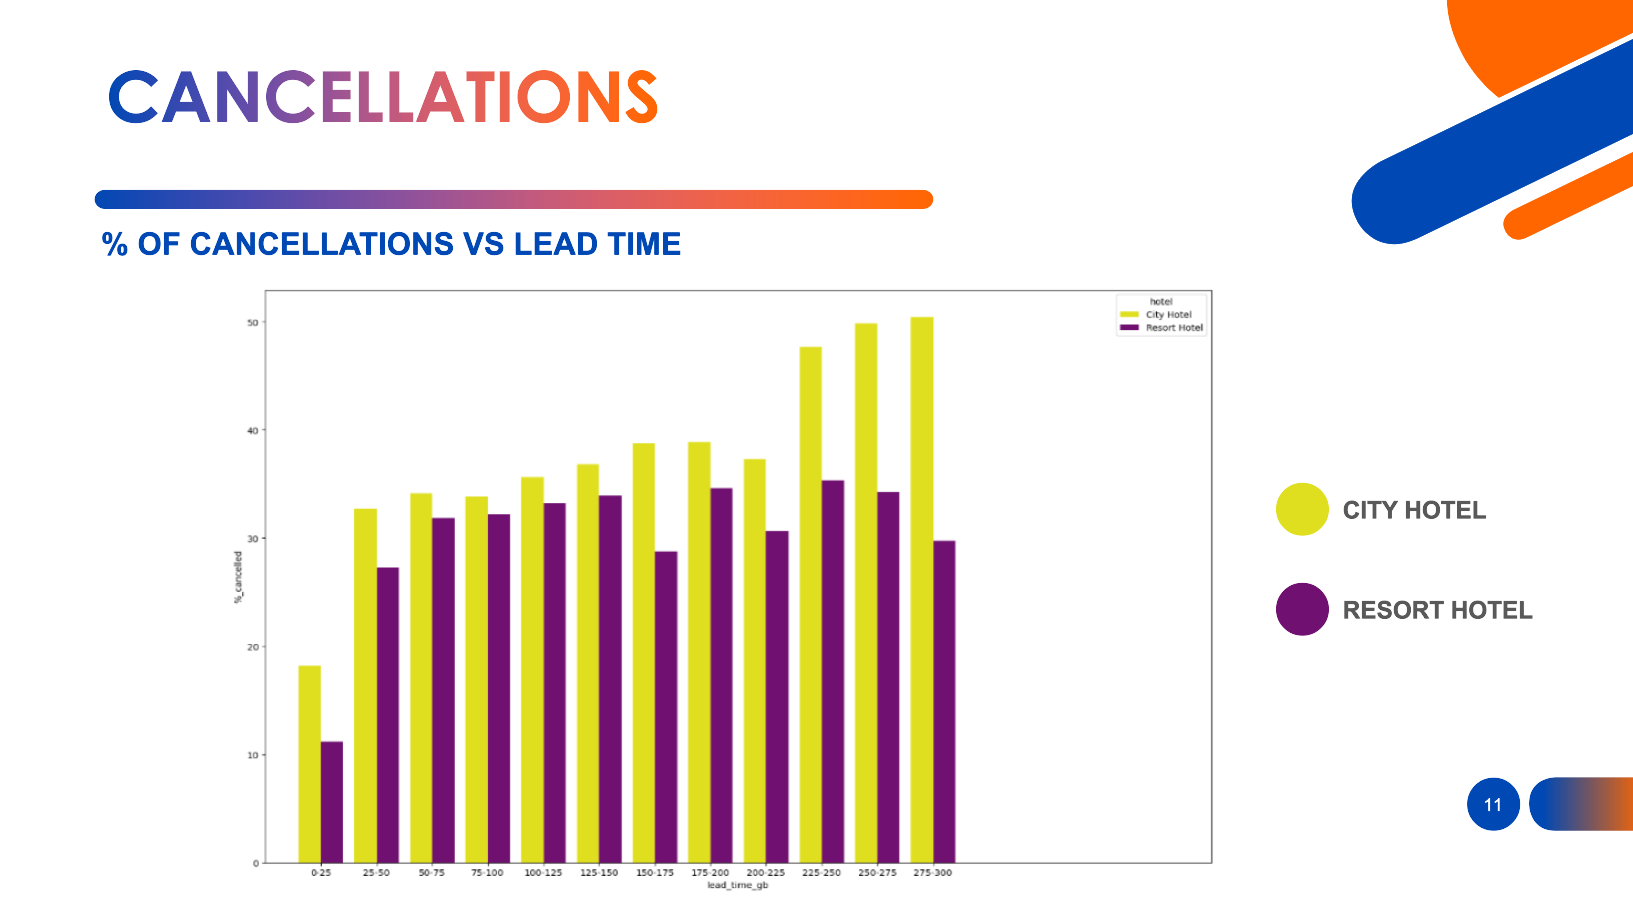 CANCELLATIONS
% OF CANCELLATIONS VS LEAD TIME
hotel
City Hotel
Resort Hotel
50
40
30
20
10
0
%_cancelled
0-25 25-50 50-75 75-100 100-125 125-150 150-175 175-200 200-225 225-250 250-275 275-300
lead_time_gb
CITY HOTEL
RESORT HOTEL
11